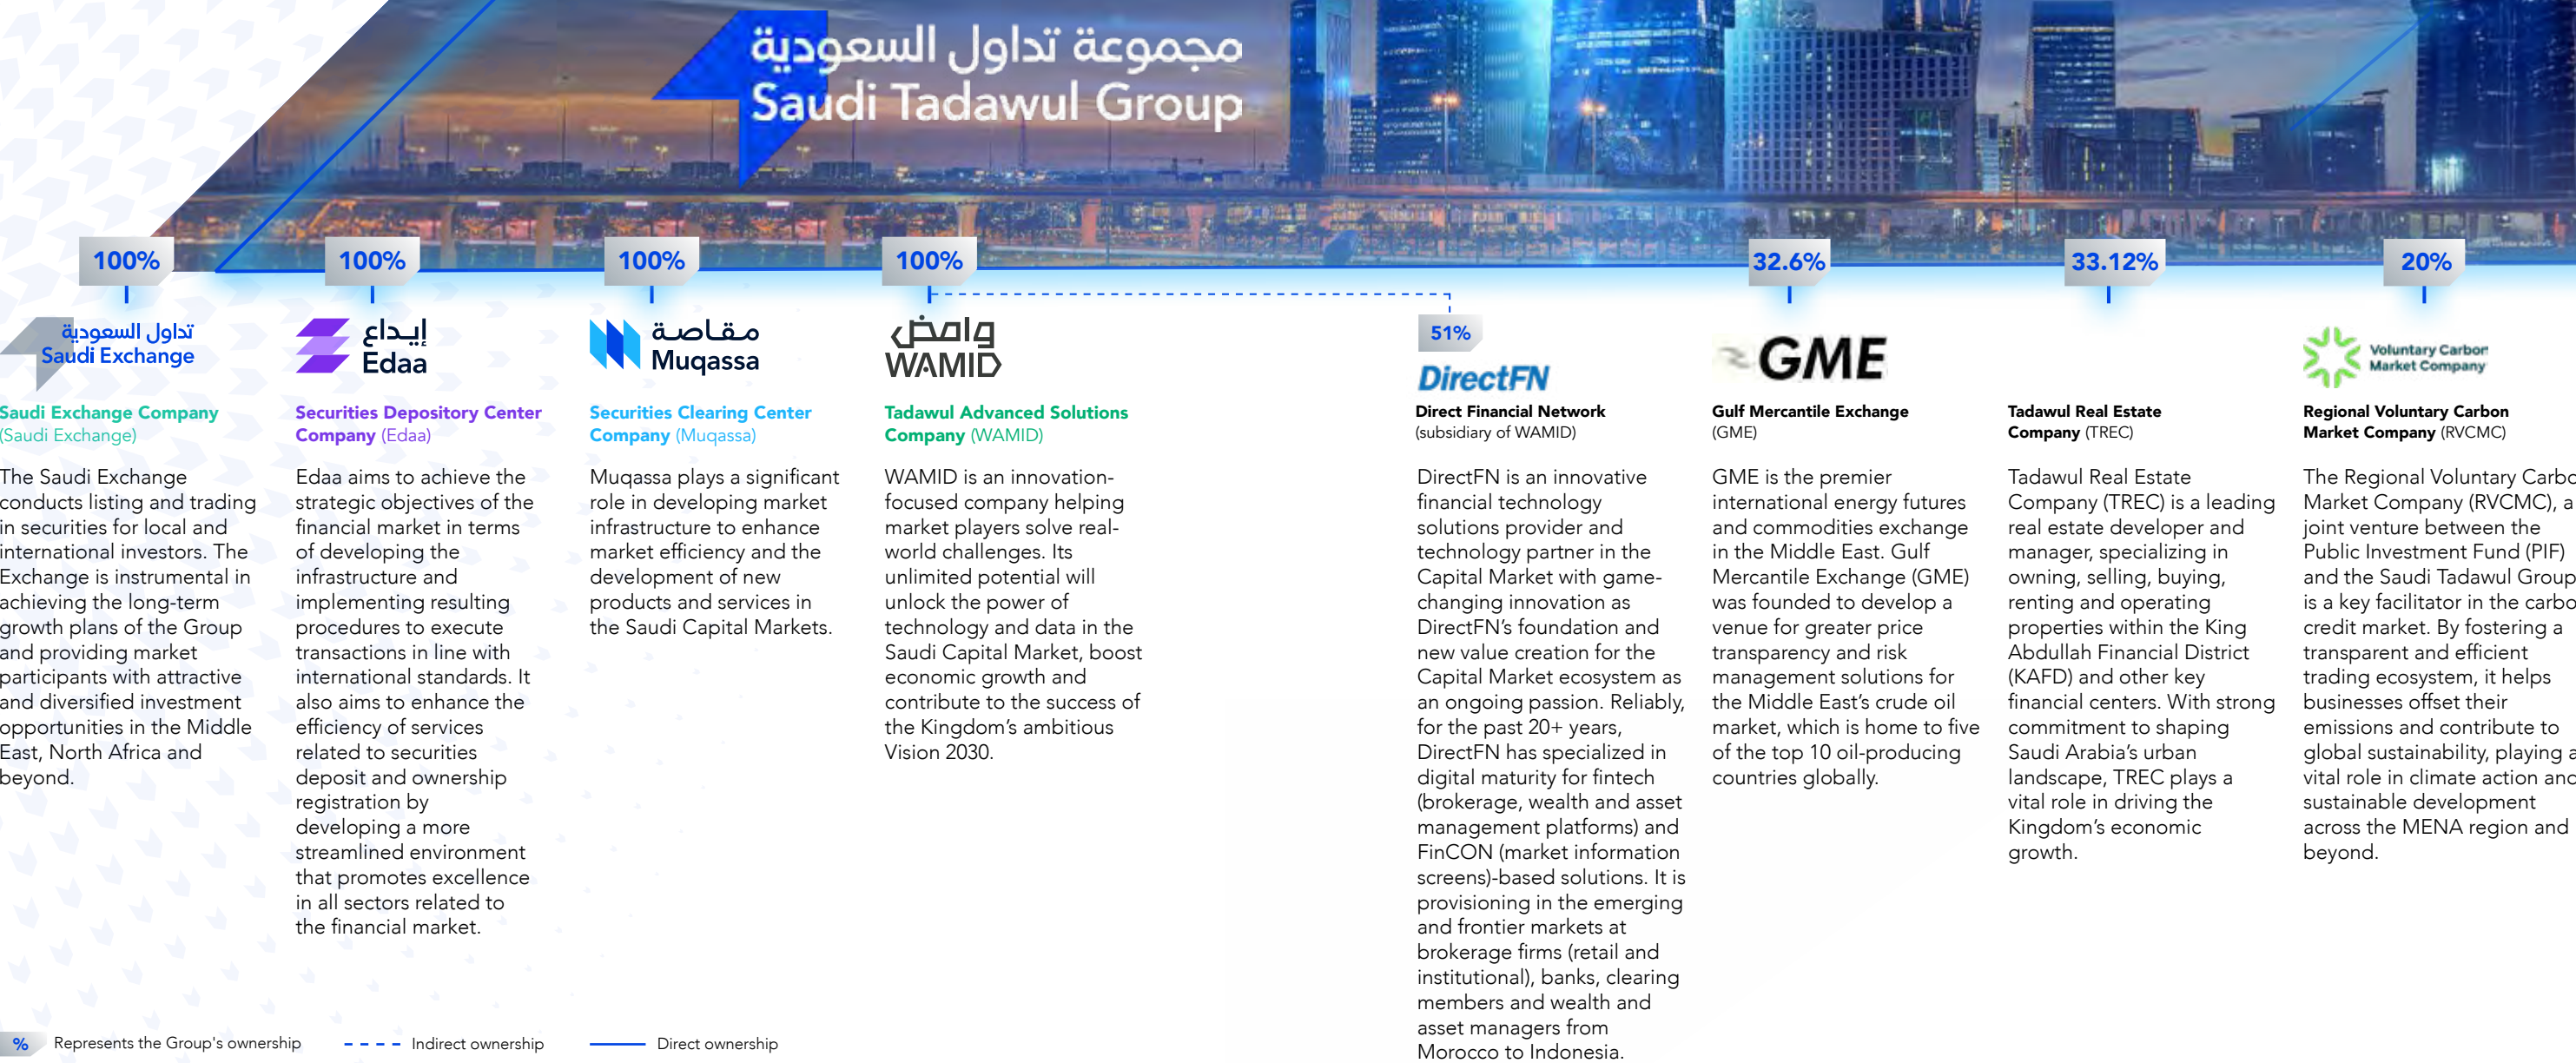 مجموعة تداول السعودية
Saudi Tadawul Group
100%
100%
100%
100%
32.6%
33.12%
20%
تداول السعودية
Saudi Exchange
Saudi Exchange Company
(Saudi Exchange)
The Saudi Exchange
conducts listing and trading
in securities for local and
international investors. The
Exchange is instrumental in
achieving the long-term
growth plans of the Group
and providing market
participants with attractive
and diversified investment
opportunities in the Middle
East, North Africa and
beyond.
إيداع
Edaa
Securities Depository Center
Company (Edaa)
Edaa aims to achieve the
strategic objectives of the
financial market in terms
of developing the
infrastructure and
implementing resulting
procedures to execute
transactions in line with
international standards. It
also aims to enhance the
efficiency of services
related to securities
deposit and ownership
registration by
developing a more
streamlined environment
that promotes excellence
in all sectors related to
the financial market.
مقاصة
Muqassa
Securities Clearing Center
Company (Muqassa)
Muqassa plays a significant
role in developing market
infrastructure to enhance
market efficiency and the
development of new
products and services in
the Saudi Capital Markets.
وامض
WAMID
Tadawul Advanced Solutions
Company (WAMID)
WAMID is an innovation-
focused company helping
market players solve real-
world challenges. Its
unlimited potential will
unlock the power of
technology and data in the
Saudi Capital Market, boost
economic growth and
contribute to the success of
the Kingdom's ambitious
Vision 2030.
51%
DirectFN
Direct Financial Network
(subsidiary of WAMID)
DirectFN is an innovative
financial technology
solutions provider and
technology partner in the
Capital Market with game-
changing innovation as
DirectFN's foundation and
new value creation for the
Capital Market ecosystem as
an ongoing passion. Reliably,
for the past 20+ years,
DirectFN has specialized in
digital maturity for fintech
(brokerage, wealth and asset
management platforms) and
FinCON (market information
screens)-based solutions. It is
provisioning in the emerging
and frontier markets at
brokerage firms (retail and
institutional), banks, clearing
members and wealth and
asset managers from
Morocco to Indonesia.
GME
Gulf Mercantile Exchange
(GME)
GME is the premier
international energy futures
and commodities exchange
in the Middle East. Gulf
Mercantile Exchange (GME)
was founded to develop a
venue for greater price
transparency and risk
management solutions for
the Middle East's crude oil
market, which is home to five
of the top 10 oil-producing
countries globally.
Tadawul Real Estate
Company (TREC)
Tadawul Real Estate
Company (TREC) is a leading
real estate developer and
manager, specializing in
owning, selling, buying,
renting and operating
properties within the King
Abdullah Financial District
(KAFD) and other key
financial centers. With strong
commitment to shaping
Saudi Arabia's urban
landscape, TREC plays a
vital role in driving the
Kingdom's economic
growth.
Voluntary Carbon
Market Company
Regional Voluntary Carbon
Market Company (RVCMC)
The Regional Voluntary Carbo
Market Company (RVCMC), a
joint venture between the
Public Investment Fund (PIF)
and the Saudi Tadawul Group
is a key facilitator in the carbo
credit market. By fostering a
transparent and efficient
trading ecosystem, it helps
businesses offset their
emissions and contribute to
global sustainability, playing a
vital role in climate action and
sustainable development
across the MENA region and
beyond.
% Represents the Group's ownership
Indirect ownership
Direct ownership